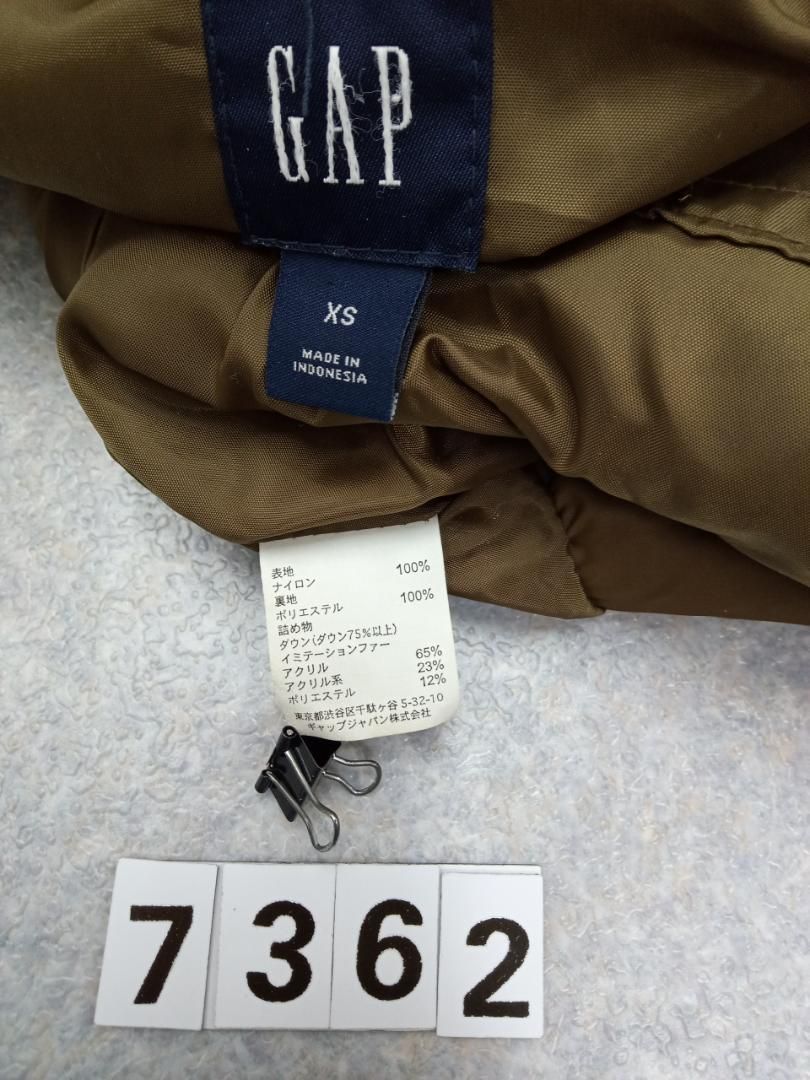 GAP
XS
MADE IN
INDONESIA
表地 100%
ナイロン
裏地 100%
ポリエステル
詰め物
ダウン(ダウン75%以上)
イミテーションファー
アクリル 65%
アクリル系 23%
ポリエステル 12%
東京都渋谷区千駄ヶ谷 5-32-10
ギャップジャパン株式会社
7362